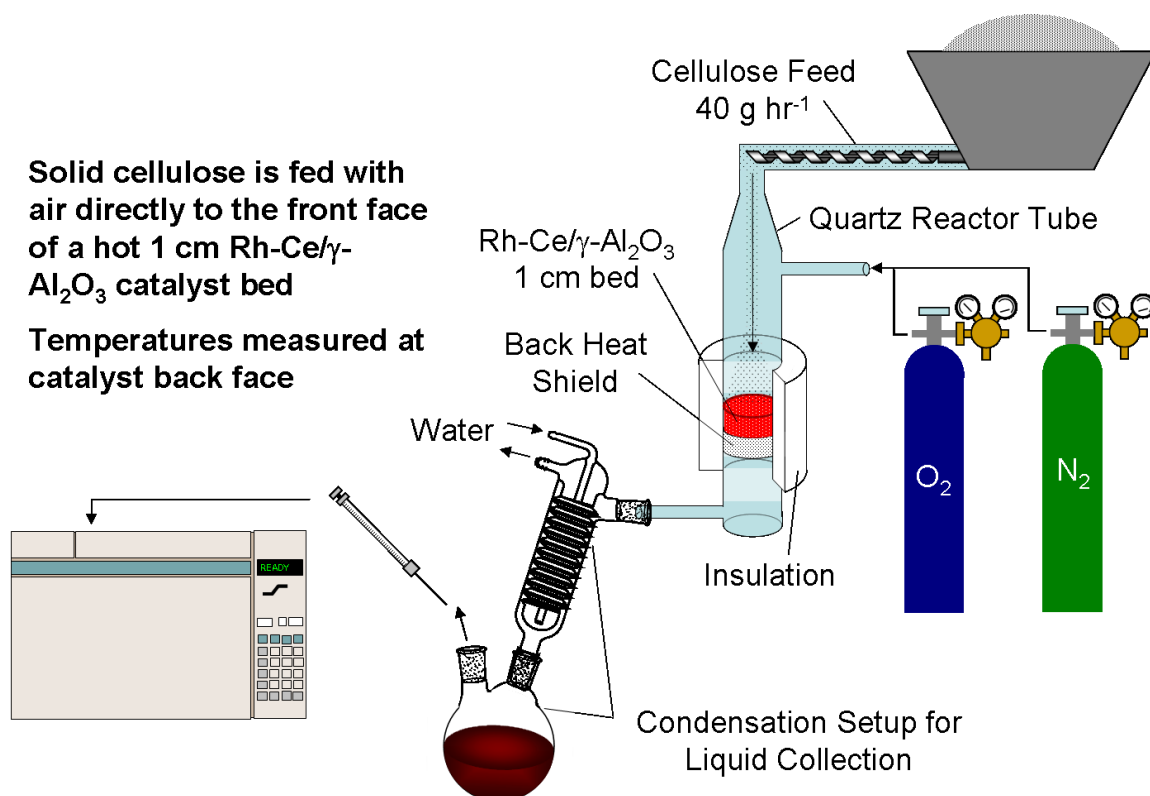 Cellulose Feed
40 g hr⁻¹
Solid cellulose is fed with
air directly to the front face
of a hot 1 cm Rh-Ce/γ-
Al₂O₃ catalyst bed
Temperatures measured at
catalyst back face
Quartz Reactor Tube
Rh-Ce/γ-Al₂O₃
1 cm bed
Back Heat
Shield
Water
O₂
N₂
READY
Insulation
Condensation Setup for
Liquid Collection